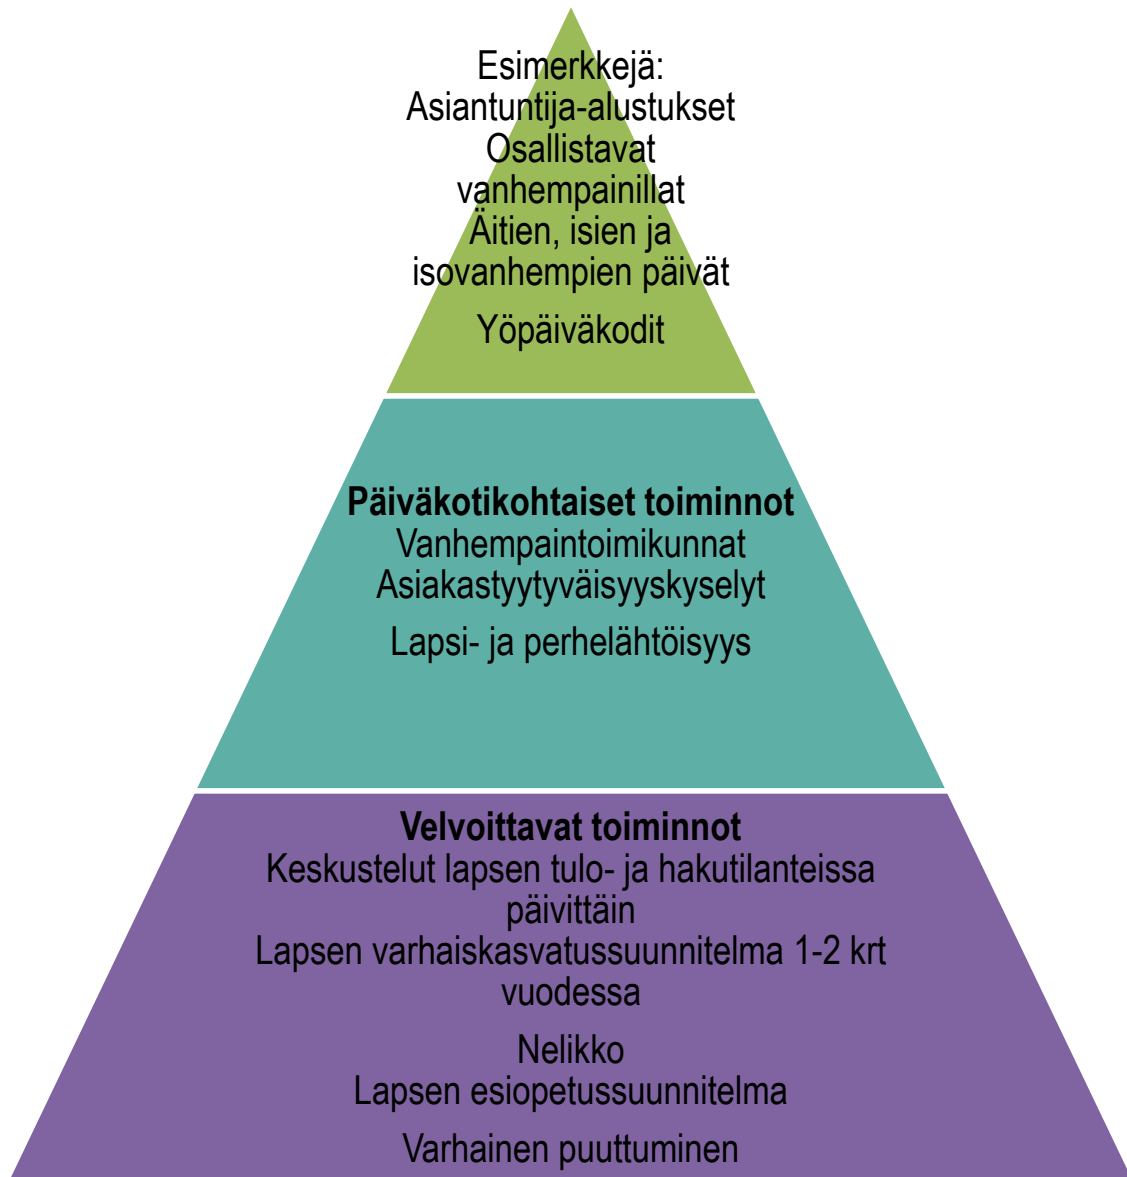 Esimerkkejä:
Asiantuntija-alustukset
Osallistavat
vanhempainillat
Äitien, isien ja
isovanhempien päivät
Yöpäiväkodit
Päiväkotikohtaiset toiminnot
Vanhempaintoimikunnat
Asiakastyytyväisyyskyselyt
Lapsi- ja perhelähtöisyys
Velvoittavat toiminnot
Keskustelut lapsen tulo- ja hakutilanteissa
päivittäin
Lapsen varhaiskasvatussuunnitelma 1-2 krt
vuodessa
Nelikko
Lapsen esiopetussuunnitelma
Varhainen puuttuminen